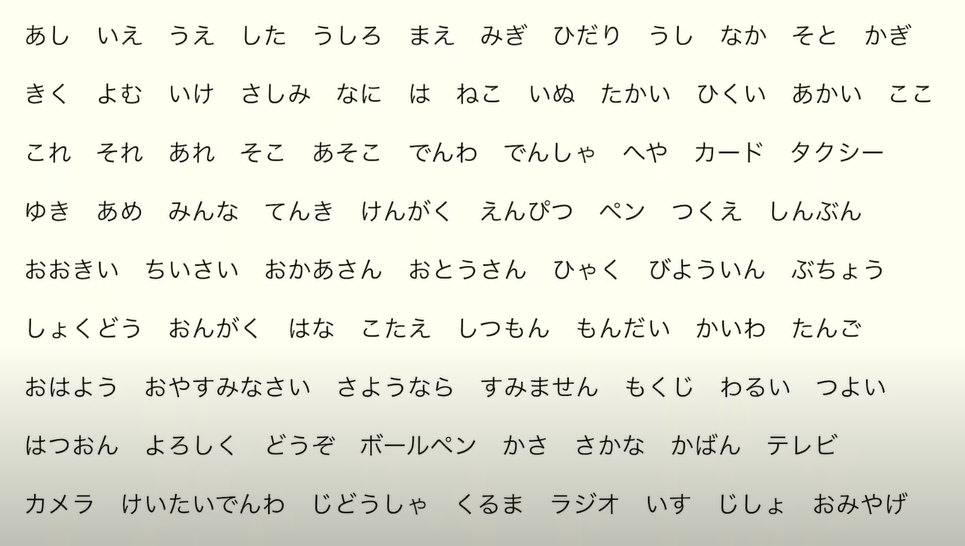 あし　いえ　うえ　した　うしろ　まえ　みぎ　ひだり　うし　なか　そと　かぎ
きく　よむ　いけ　さしみ　なに　は　ねこ　いぬ　たかい　ひくい　あかい　ここ
これ　それ　あれ　そこ　あそこ　でんわ　でんしゃ　へや　カード　タクシー
ゆき　あめ　みんな　てんき　けんがく　えんぴつ　ペン　つくえ　しんぶん
おおきい　ちいさい　おかあさん　おとうさん　ひゃく　びよういん　ぶちょう
しょくどう　おんがく　はな　こたえ　しつもん　もんだい　かいわ　たんご
おはよう　おやすみなさい　さようなら　すみません　もくじ　わるい　つよい
はつおん　よろしく　どうぞ　ボールペン　かさ　さかな　かばん　テレビ
カメラ　けいたいでんわ　じどうしゃ　くるま　ラジオ　いす　じしょ　おみやげ